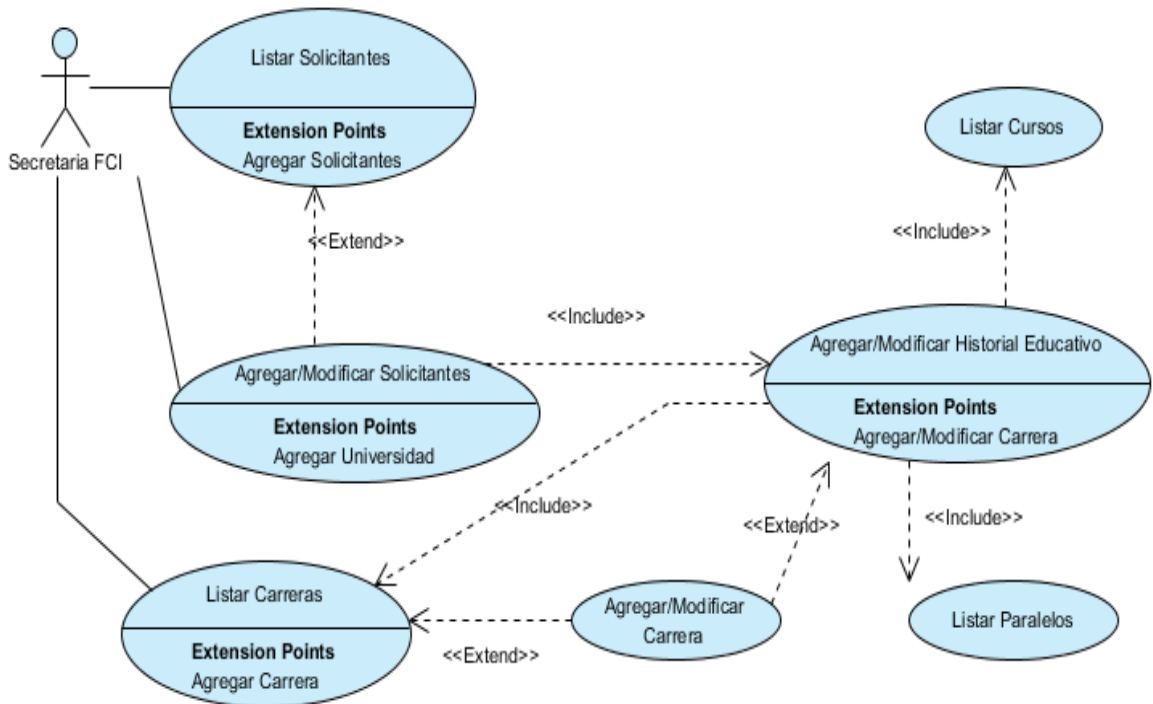 Listar Solicitantes
Extension Points
Agregar Solicitantes
Secretaria FCI
Listar Cursos
<<Extend>>
<<Include>>
<<Include>>
Agregar/Modificar Solicitantes
Extension Points
Agregar Universidad
Agregar/Modificar Historial Educativo
Extension Points
Agregar/Modificar Carrera
<<Include>>
<<Extend>>
<<Include>>
Listar Carreras
Extension Points
Agregar Carrera
<<Extend>>
Agregar/Modificar
Carrera
Listar Paralelos